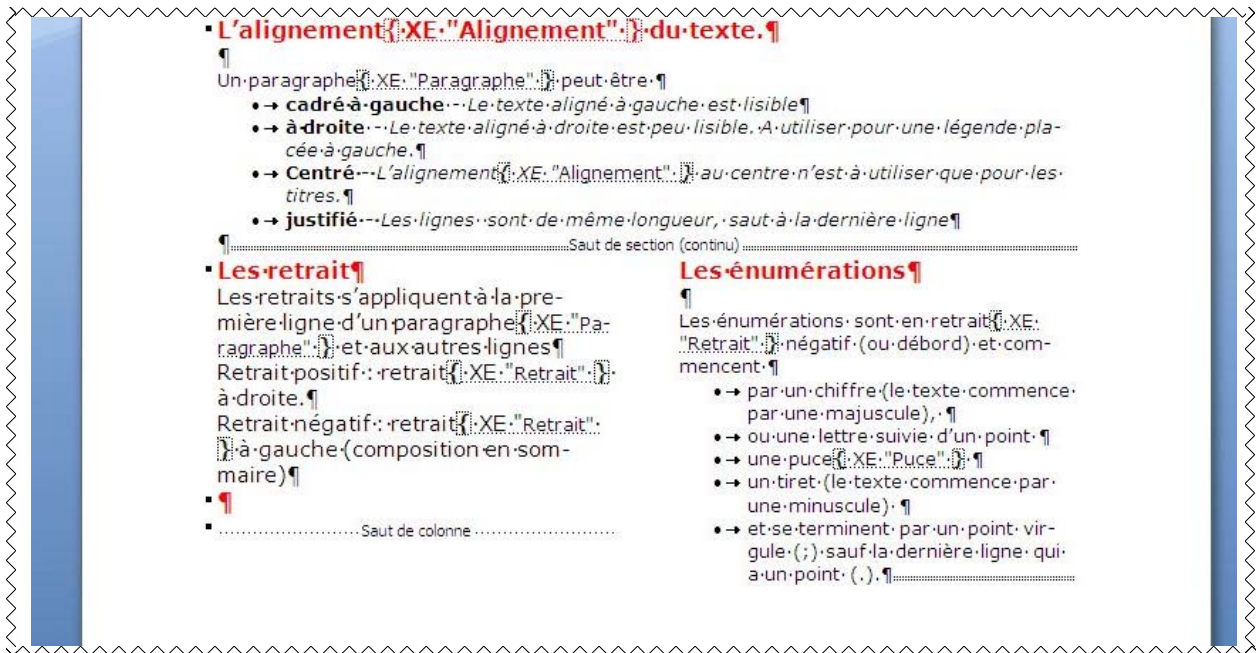 L’alignement{ XE "Alignement" } du texte.¶
¶
Un paragraphe{ XE "Paragraphe" } peut être ¶
• → cadré à gauche - Le texte aligné à gauche est lisible¶
• → à droite - Le texte aligné à droite est peu lisible. A utiliser pour une légende pla-
cée à gauche.¶
• → Centré - L’alignement{ XE "Alignement" } au centre n’est à utiliser que pour les
titres.¶
• → justifié - Les lignes  sont de même longueur, saut à la dernière ligne¶
¶ Saut de section (continu)
Les retrait¶
Les retraits s’appliquent à la pre-
mière ligne d’un paragraphe{ XE "Pa-
ragraphe" } et aux autres lignes¶
Retrait positif : retrait{ XE "Retrait" }
à droite.¶
Retrait négatif : retrait{ XE "Retrait"
} à gauche (composition en som-
maire)¶
¶
Saut de colonne
Les énumérations¶
¶
Les énumérations sont en retrait{ XE
"Retrait" } négatif (ou débord) et com-
mencent ¶
• → par un chiffre (le texte commence
par une majuscule), ¶
• → ou une lettre suivie d’un point ¶
• → une puce{ XE "Puce" } ¶
• → un tiret (le texte commence par
une minuscule) ¶
• → et se terminent par un point vir-
gule (;) sauf la dernière ligne qui
a un point (.).¶